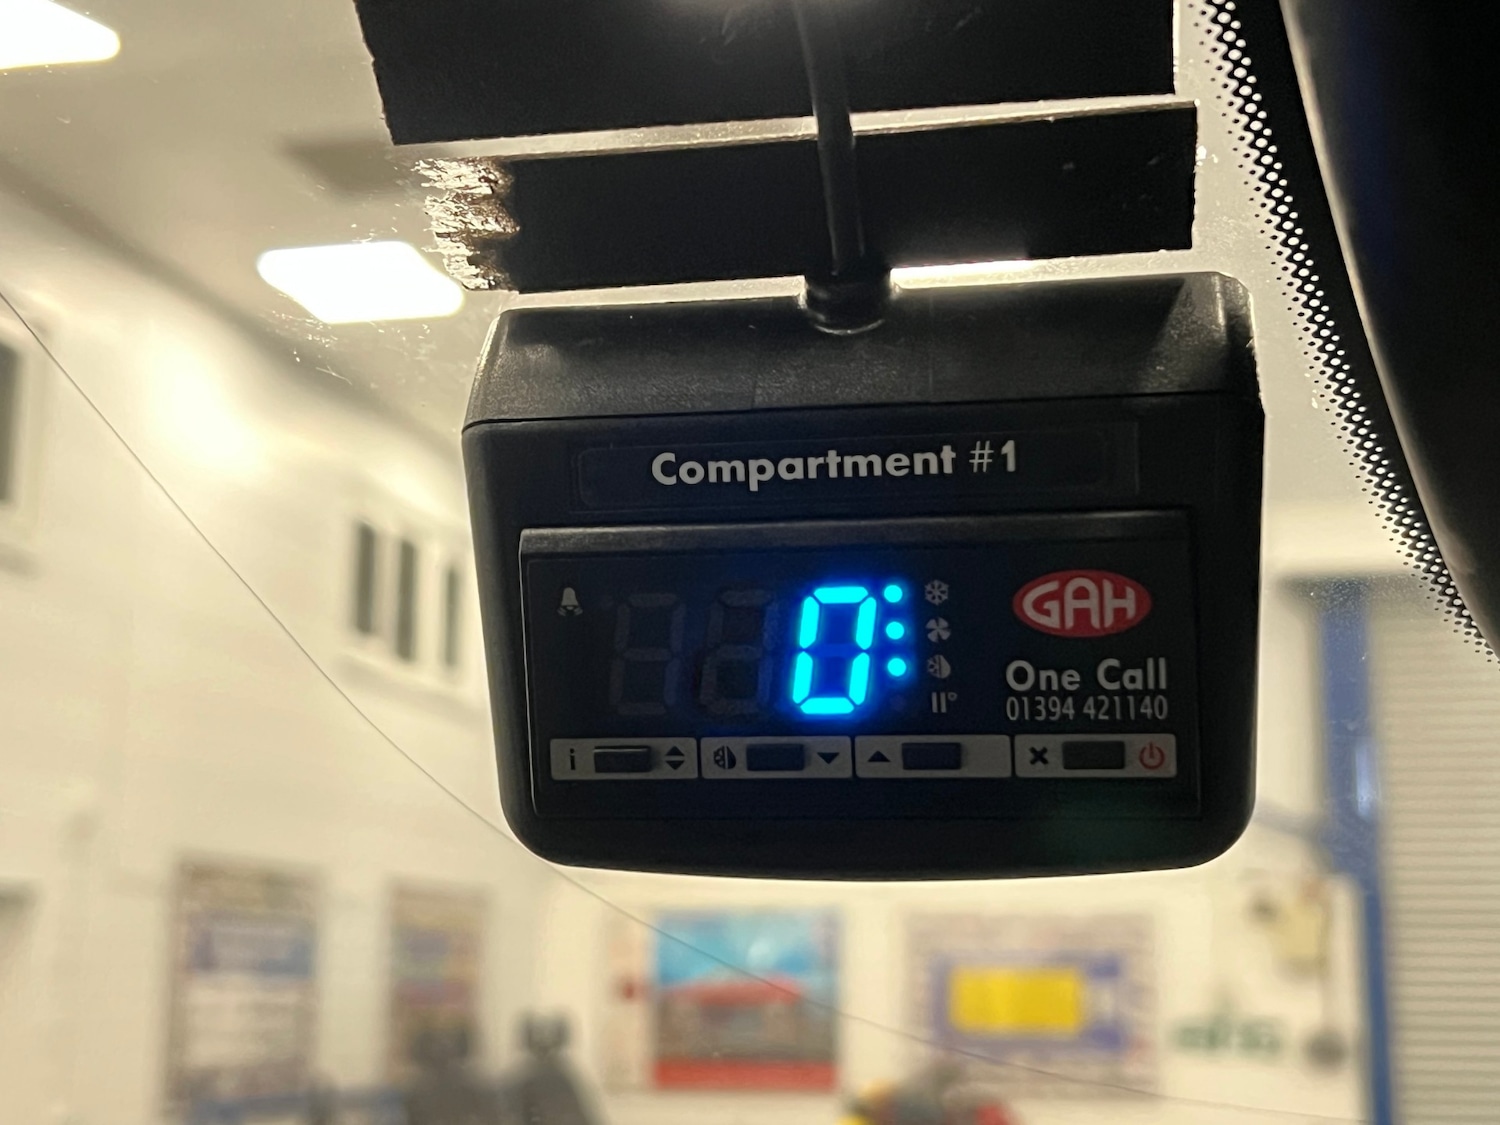 Compartment #1
0
GAH
One Call
01394 421140
i